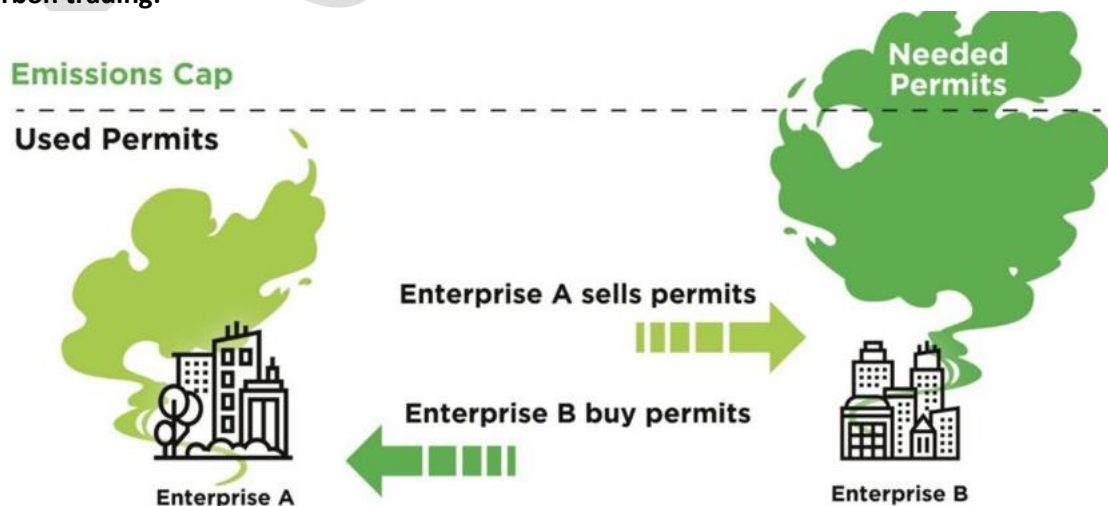 Emissions Cap
Needed
Permits
Used Permits
Enterprise A sells permits
Enterprise B buy permits
Enterprise A
Enterprise B